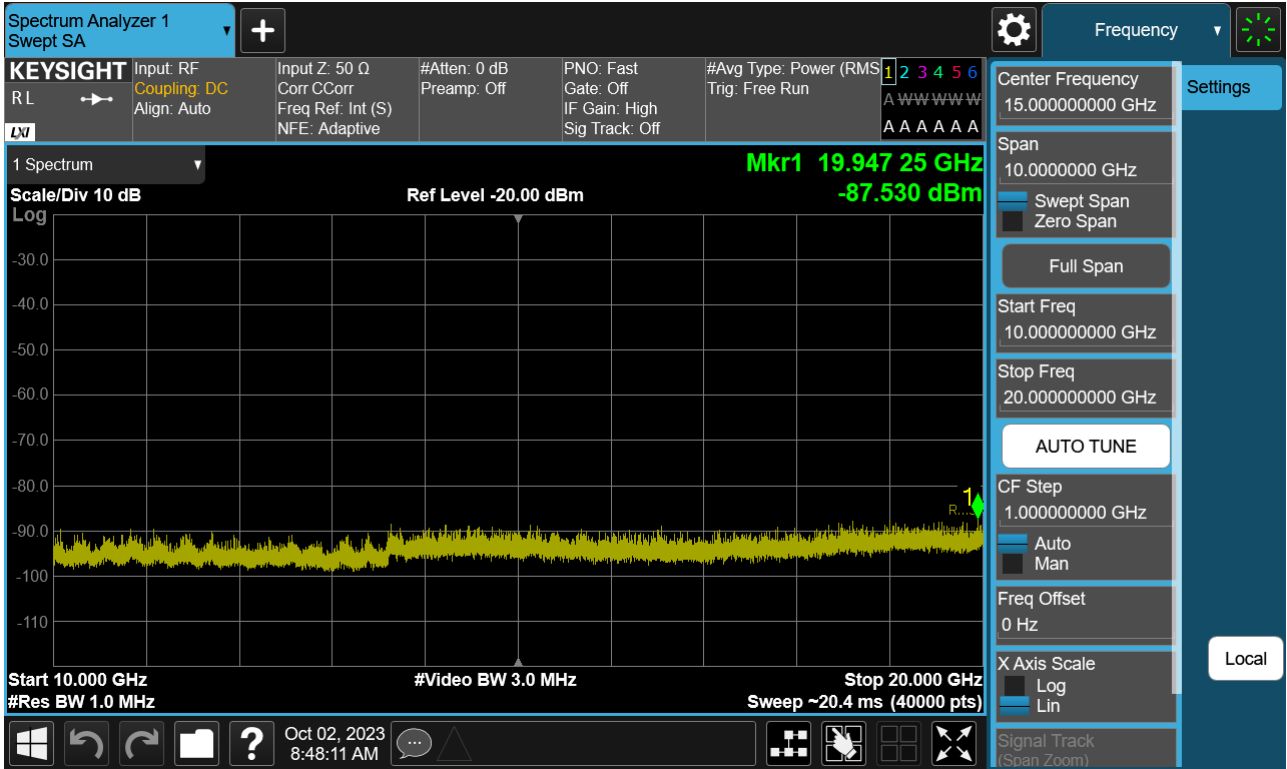 Spectrum Analyzer 1
Swept SA
+
Frequency
KEYSIGHT
R L
LXI
Input: RF
Coupling: DC
Align: Auto
Input Z: 50 Ω
Corr CCorr
Freq Ref: Int (S)
NFE: Adaptive
#Atten: 0 dB
Preamp: Off
PNO: Fast
Gate: Off
IF Gain: High
Sig Track: Off
#Avg Type: Power (RMS
Trig: Free Run
1 2 3 4 5 6
A W W W W W
A A A A A A
1 Spectrum
Scale/Div 10 dB
Log
Ref Level -20.00 dBm
Mkr1 19.947 25 GHz
-87.530 dBm
-30.0
-40.0
-50.0
-60.0
-70.0
-80.0
-90.0
-100
-110
1
Start 10.000 GHz
#Res BW 1.0 MHz
#Video BW 3.0 MHz
Stop 20.000 GHz
Sweep ~20.4 ms (40000 pts)
Center Frequency
15.000000000 GHz
Span
10.0000000 GHz
Swept Span
Zero Span
Full Span
Start Freq
10.000000000 GHz
Stop Freq
20.000000000 GHz
AUTO TUNE
CF Step
1.000000000 GHz
Auto
Man
Freq Offset
0 Hz
X Axis Scale
Log
Lin
Signal Track
(Span Zoom)
Settings
Local
?
Oct 02, 2023
8:48:11 AM